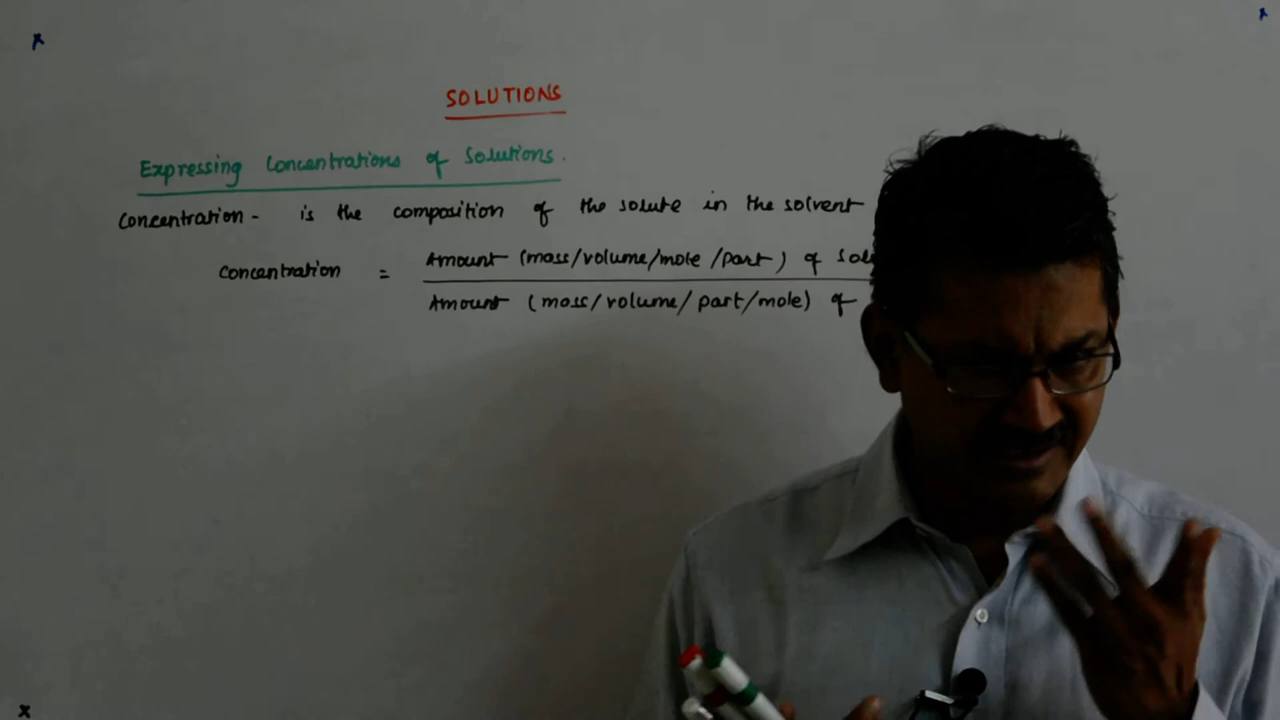 SOLUTIONS
Expressing Concentrations of Solutions.
Concentration - is the composition of the solute in the solvent
Concentration = Amount (mass/volume/mole/part) of
Amount (mass/volume/part/mole) of